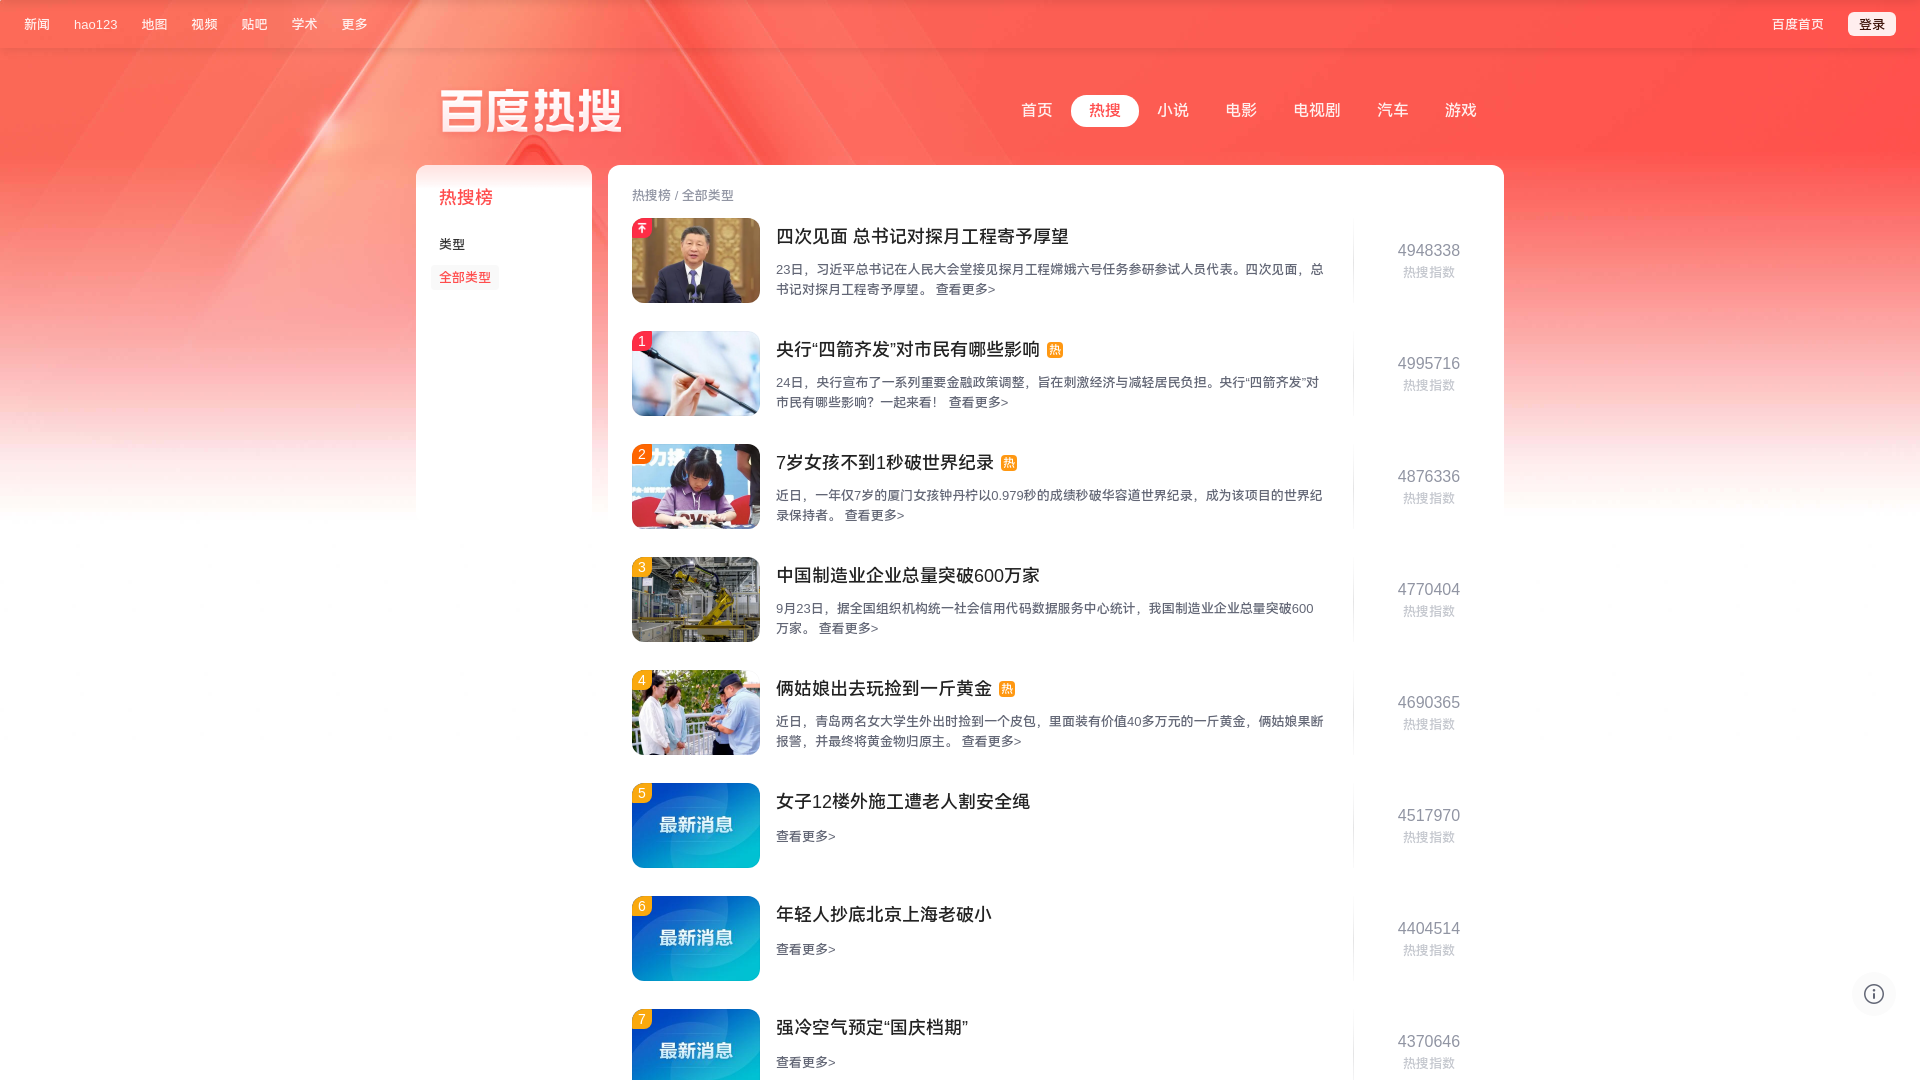 新闻 hao123 地图 视频 贴吧 学术 更多 百度首页 登录
百度热搜
首页 热搜 小说 电影 电视剧 汽车 游戏
热搜榜
类型
全部类型
热搜榜 / 全部类型
四次见面 总书记对探月工程寄予厚望
23日，习近平总书记在人民大会堂接见探月工程嫦娥六号任务参研参试人员代表。四次见面，总
书记对探月工程寄予厚望。 查看更多>
4948338
热搜指数
1
央行“四箭齐发”对市民有哪些影响 热
24日，央行宣布了一系列重要金融政策调整，旨在刺激经济与减轻居民负担。央行“四箭齐发”对
市民有哪些影响？一起来看！ 查看更多>
4995716
热搜指数
2
7岁女孩不到1秒破世界纪录 热
近日，一年仅7岁的厦门女孩钟丹柠以0.979秒的成绩秒破华容道世界纪录，成为该项目的世界纪
录保持者。 查看更多>
4876336
热搜指数
3
中国制造业企业总量突破600万家
9月23日，据全国组织机构统一社会信用代码数据服务中心统计，我国制造业企业总量突破600
万家。 查看更多>
4770404
热搜指数
4
俩姑娘出去玩捡到一斤黄金 热
近日，青岛两名女大学生外出时捡到一个皮包，里面装有价值40多万元的一斤黄金，俩姑娘果断
报警，并最终将黄金物归原主。 查看更多>
4690365
热搜指数
5
最新消息
女子12楼外施工遭老人割安全绳
查看更多>
4517970
热搜指数
6
最新消息
年轻人抄底北京上海老破小
查看更多>
4404514
热搜指数
7
最新消息
强冷空气预定“国庆档期”
查看更多>
4370646
热搜指数